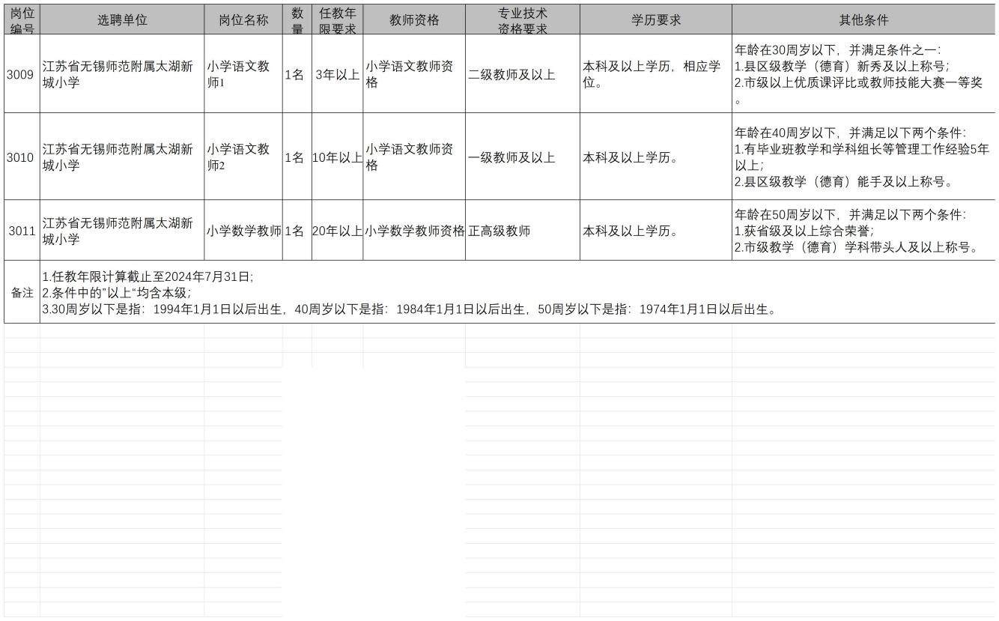 岗位编号 选聘单位 岗位名称 数量 任教年限要求 教师资格 专业技术资格要求 学历要求 其他条件
3009 江苏省无锡师范附属太湖新城小学 小学语文教师1 1名 3年以上 小学语文教师资格 二级教师及以上 本科及以上学历，相应学位。 年龄在30周岁以下，并满足条件之一：
1.县区级教学（德育）新秀及以上称号；
2.市级以上优质课评比或教师技能大赛一等奖
。
3010 江苏省无锡师范附属太湖新城小学 小学语文教师2 1名 10年以上 小学语文教师资格 一级教师及以上 本科及以上学历。 年龄在40周岁以下，并满足以下两个条件：
1.有毕业班教学和学科组长等管理工作经验5年
以上；
2.县区级教学（德育）能手及以上称号。
3011 江苏省无锡师范附属太湖新城小学 小学数学教师 1名 20年以上 小学数学教师资格 正高级教师 本科及以上学历。 年龄在50周岁以下，并满足以下两个条件：
1.获省级及以上综合荣誉；
2.市级教学（德育）学科带头人及以上称号。
备注 1.任教年限计算截止至2024年7月31日；
2.条件中的”以上“均含本级；
3.30周岁以下是指：1994年1月1日以后出生，40周岁以下是指：1984年1月1日以后出生，50周岁以下是指：1974年1月1日以后出生。